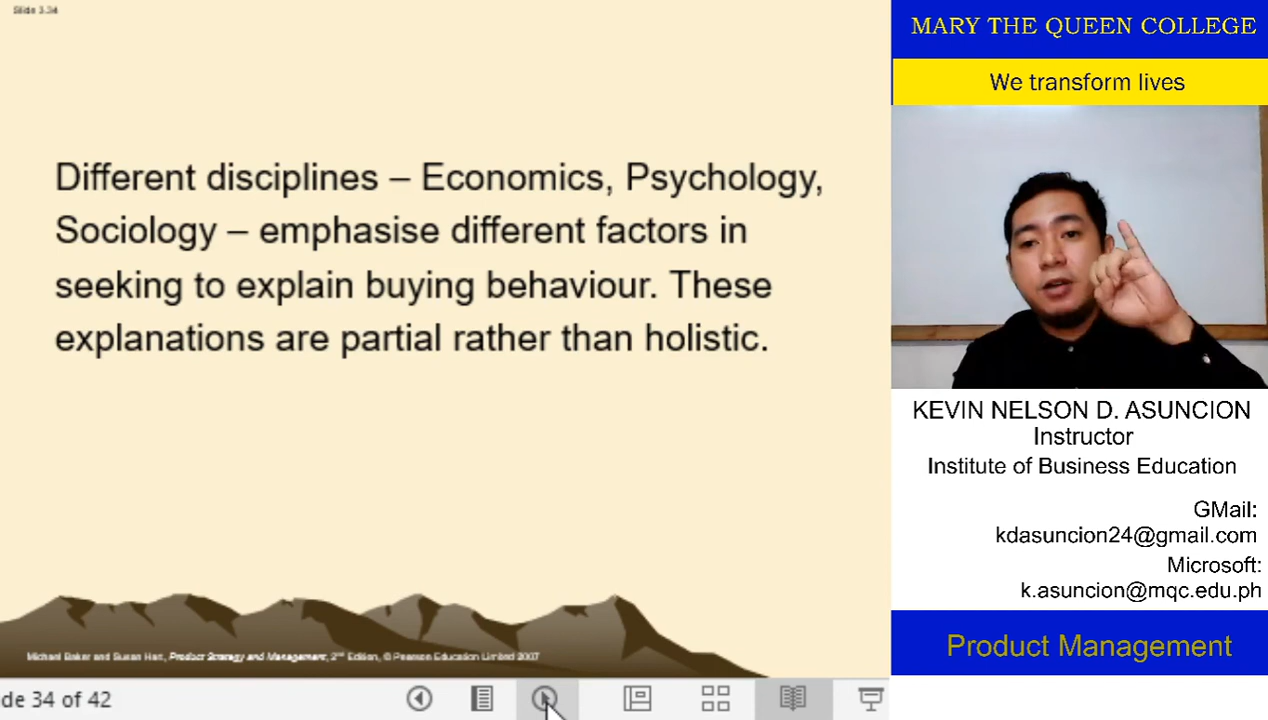 Slide 3.34
Different disciplines – Economics, Psychology,
Sociology – emphasise different factors in
seeking to explain buying behaviour. These
explanations are partial rather than holistic.
Michael Baker and Susan Hart, Product Strategy and Management, 2nd Edition, © Pearson Education Limited 2007
de 34 of 42
MARY THE QUEEN COLLEGE
We transform lives
KEVIN NELSON D. ASUNCION
Instructor
Institute of Business Education
GMail:
kdasuncion24@gmail.com
Microsoft:
k.asuncion@mqc.edu.ph
Product Management